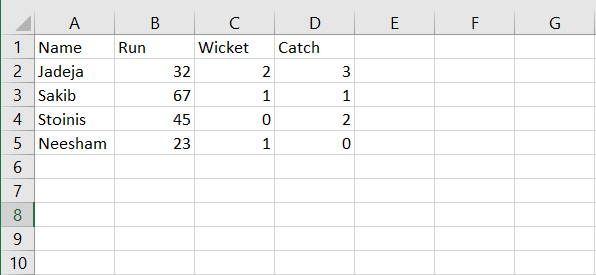 A B C D E F G
1 Name Run Wicket Catch
2 Jadeja 32 2 3
3 Sakib 67 1 1
4 Stoinis 45 0 2
5 Neesham 23 1 0
6
7
8
9
10